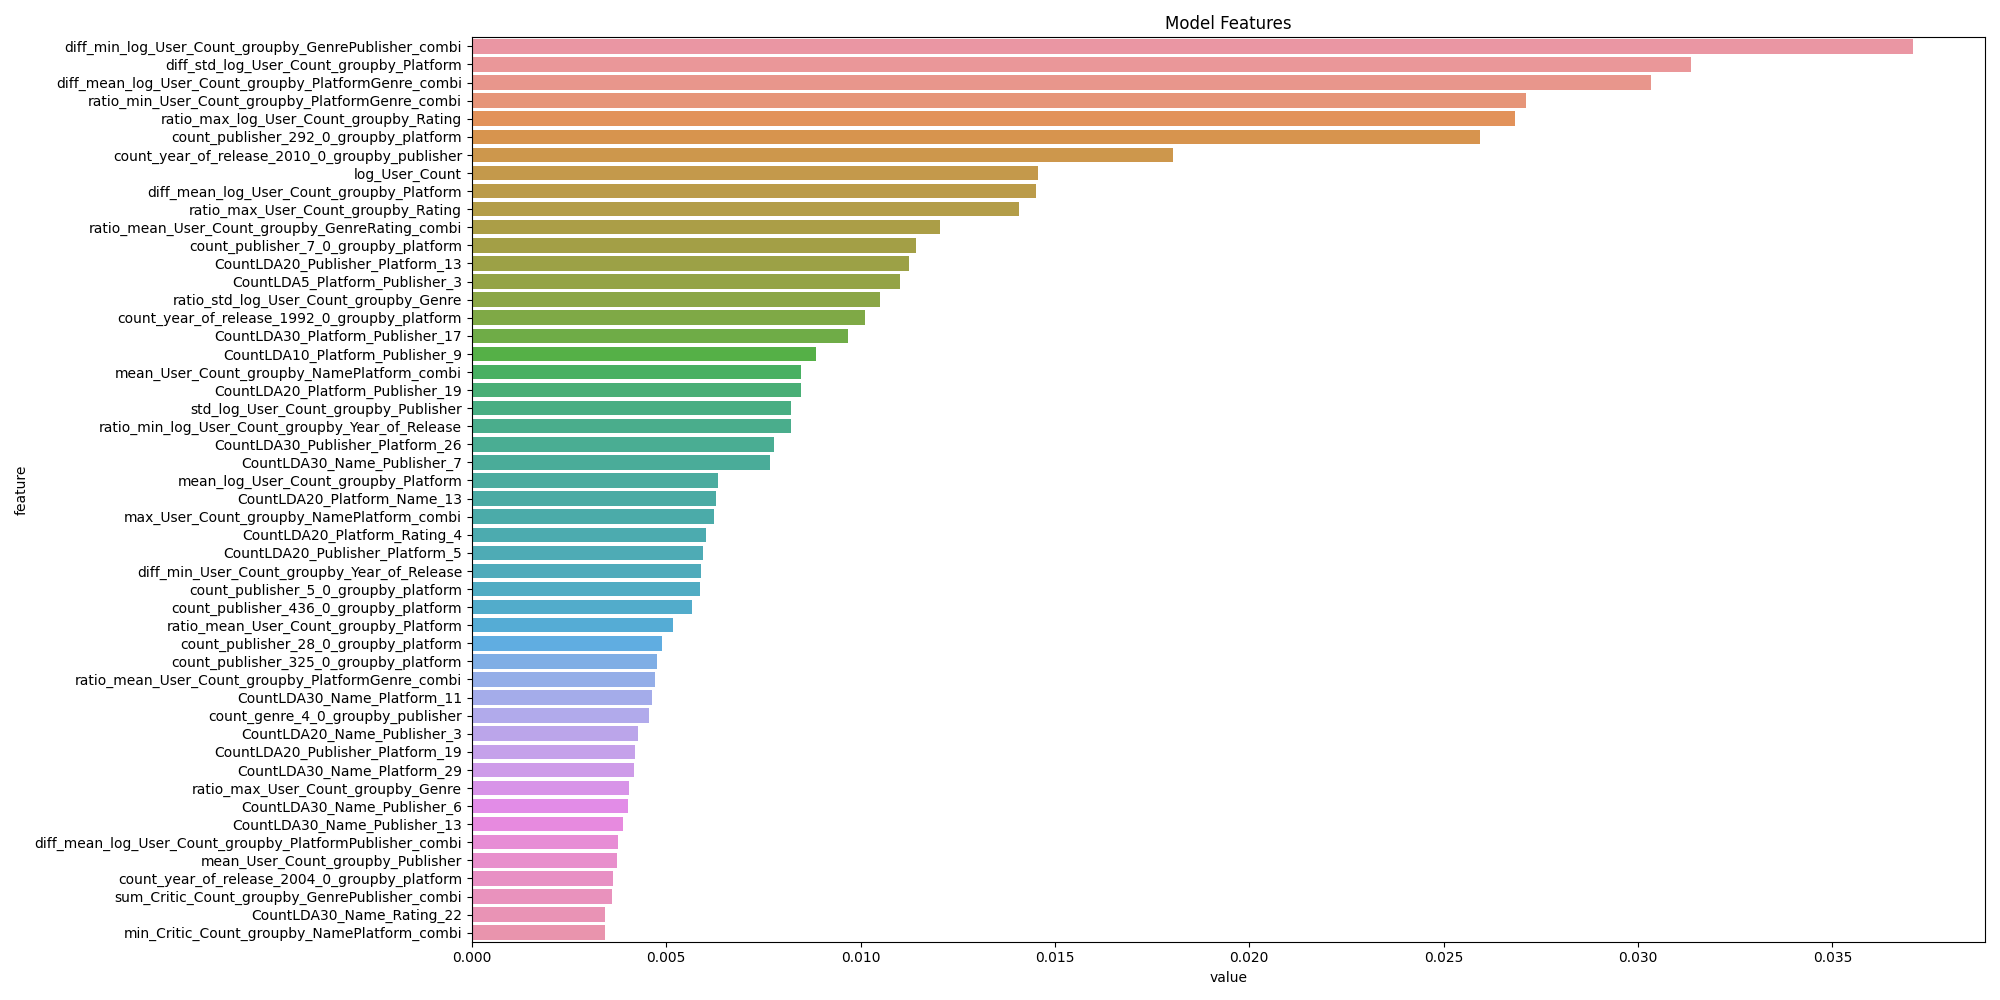 Model Features
diff_min_log_User_Count_groupby_GenrePublisher_combi
diff_std_log_User_Count_groupby_Platform
diff_mean_log_User_Count_groupby_PlatformGenre_combi
ratio_min_User_Count_groupby_PlatformGenre_combi
ratio_max_log_User_Count_groupby_Rating
count_publisher_292_0_groupby_platform
count_year_of_release_2010_0_groupby_publisher
log_User_Count
diff_mean_log_User_Count_groupby_Platform
ratio_max_User_Count_groupby_Rating
ratio_mean_User_Count_groupby_GenreRating_combi
count_publisher_7_0_groupby_platform
CountLDA20_Publisher_Platform_13
CountLDA5_Platform_Publisher_3
ratio_std_log_User_Count_groupby_Genre
count_year_of_release_1992_0_groupby_platform
CountLDA30_Platform_Publisher_17
CountLDA10_Platform_Publisher_9
mean_User_Count_groupby_NamePlatform_combi
CountLDA20_Platform_Publisher_19
std_log_User_Count_groupby_Publisher
ratio_min_log_User_Count_groupby_Year_of_Release
CountLDA30_Publisher_Platform_26
CountLDA30_Name_Publisher_7
mean_log_User_Count_groupby_Platform
CountLDA20_Platform_Name_13
max_User_Count_groupby_NamePlatform_combi
CountLDA20_Platform_Rating_4
CountLDA20_Publisher_Platform_5
diff_min_User_Count_groupby_Year_of_Release
count_publisher_5_0_groupby_platform
count_publisher_436_0_groupby_platform
ratio_mean_User_Count_groupby_Platform
count_publisher_28_0_groupby_platform
count_publisher_325_0_groupby_platform
ratio_mean_User_Count_groupby_PlatformGenre_combi
CountLDA30_Name_Platform_11
count_genre_4_0_groupby_publisher
CountLDA20_Name_Publisher_3
CountLDA20_Publisher_Platform_19
CountLDA30_Name_Platform_29
ratio_max_User_Count_groupby_Genre
CountLDA30_Name_Publisher_6
CountLDA30_Name_Publisher_13
diff_mean_log_User_Count_groupby_PlatformPublisher_combi
mean_User_Count_groupby_Publisher
count_year_of_release_2004_0_groupby_platform
sum_Critic_Count_groupby_GenrePublisher_combi
CountLDA30_Name_Rating_22
min_Critic_Count_groupby_NamePlatform_combi
feature
0.000 0.005 0.010 0.015 0.020 0.025 0.030 0.035
value